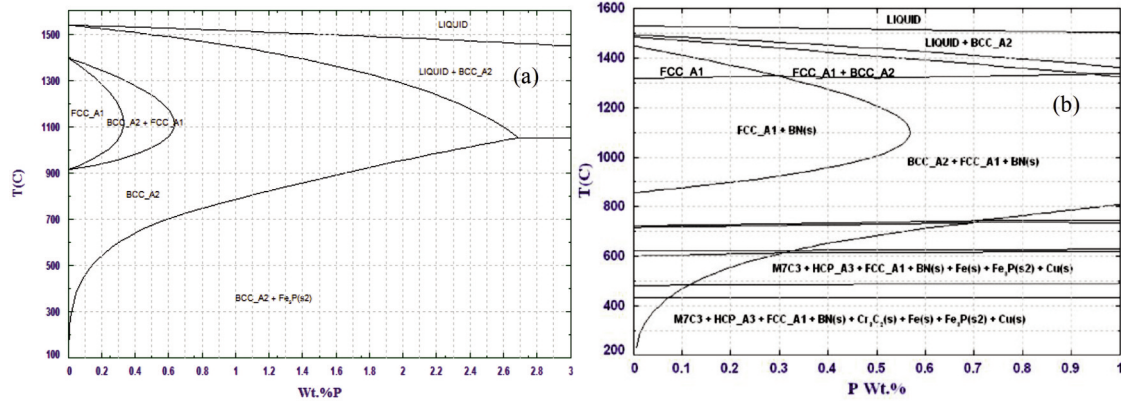 LIQUID
(a)
LIQUID + BCC_A2
FCC_A1
BCC_A2 + FCC_A1
BCC_A2
BCC_A2 + Fe3P(s2)
T(C)
1500
1300
1100
900
700
500
300
100
0 0.2 0.4 0.6 0.8 1 1.2 1.4 1.6 1.8 2 2.2 2.4 2.6 2.8 3
Wt.%P
LIQUID
(b)
LIQUID + BCC_A2
FCC_A1
FCC_A1 + BCC_A2
FCC_A1 + BN(s)
BCC_A2 + FCC_A1 + BN(s)
M7C3 + HCP_A3 + FCC_A1 + BN(s) + Fe(s) + Fe3P(s2) + Cu(s)
M7C3 + HCP_A3 + FCC_A1 + BN(s) + Cr3C2(s) + Fe(s) + Fe3P(s2) + Cu(s)
T(C)
1600
1400
1200
1000
800
600
400
200
0 0.1 0.2 0.3 0.4 0.5 0.6 0.7 0.8 0.9 1
P Wt.%